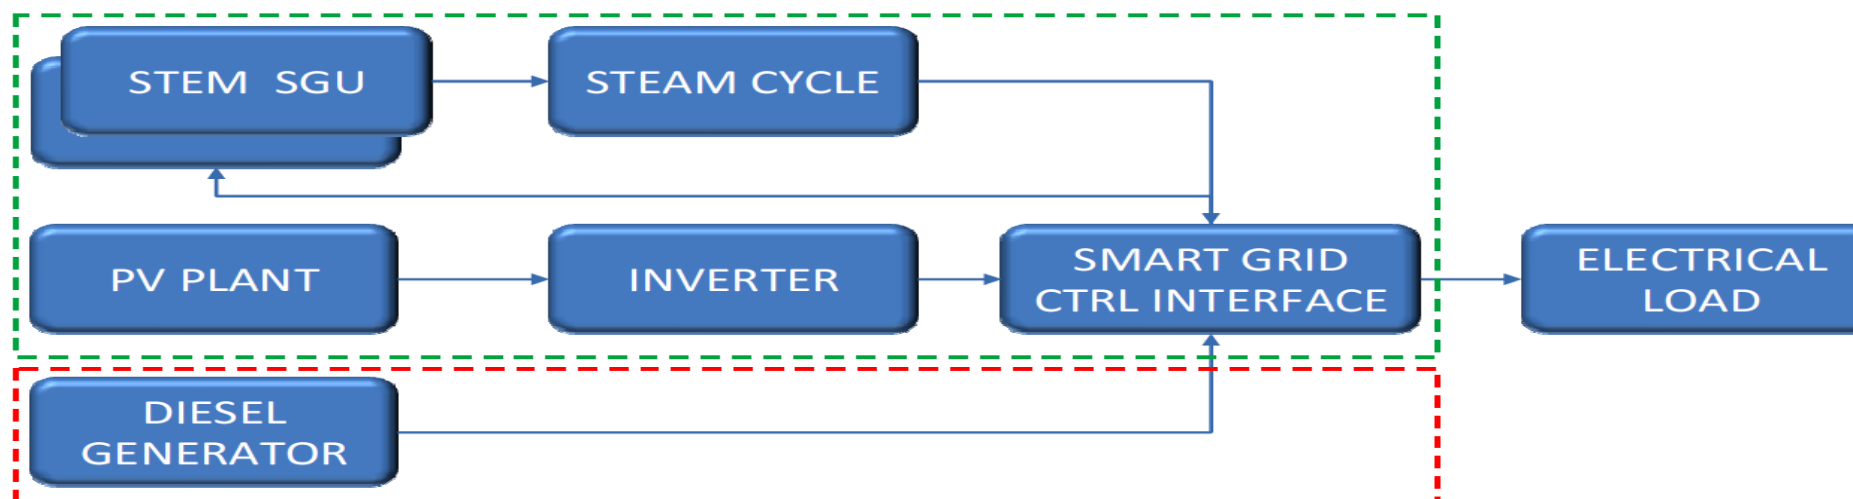 STEM SGU
STEAM CYCLE
PV PLANT
INVERTER
SMART GRID
CTRL INTERFACE
ELECTRICAL
LOAD
DIESEL
GENERATOR